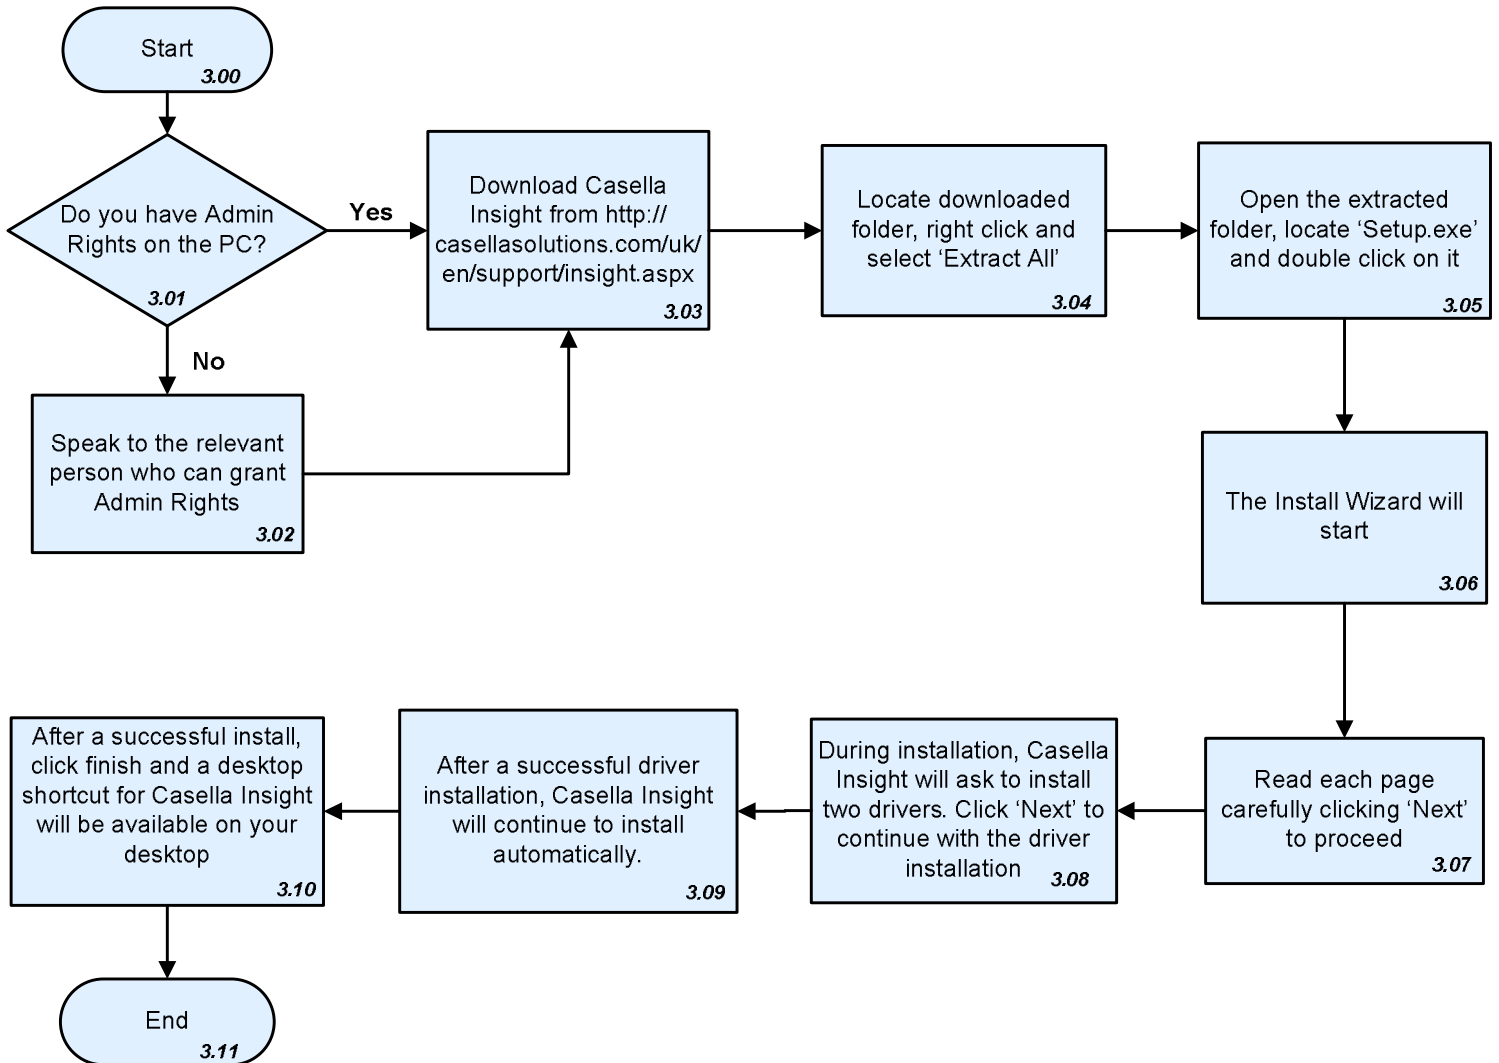 Start
3.00
Do you have Admin
Rights on the PC?
3.01
Yes
No
Speak to the relevant
person who can grant
Admin Rights
3.02
Download Casella
Insight from http://
casellasolutions.com/uk/
en/support/insight.aspx
3.03
Locate downloaded
folder, right click and
select ‘Extract All’
3.04
Open the extracted
folder, locate ‘Setup.exe’
and double click on it
3.05
The Install Wizard will
start
3.06
Read each page
carefully clicking ‘Next’
to proceed
3.07
During installation, Casella
Insight will ask to install
two drivers. Click ‘Next’ to
continue with the driver
installation
3.08
After a successful driver
installation, Casella Insight
will continue to install
automatically.
3.09
After a successful install,
click finish and a desktop
shortcut for Casella Insight
will be available on your
desktop
3.10
End
3.11